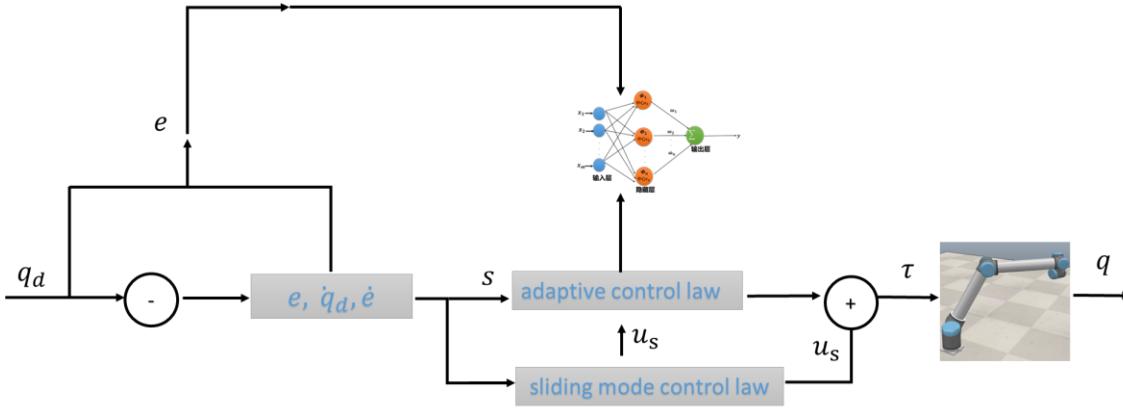 e
x₁
x₂
xₘ
输入层
隐藏层
ω₁
y
输出层
q_d
-
e, q̇_d, ė
s
adaptive control law
u_s
sliding mode control law
+
u_s
τ
q